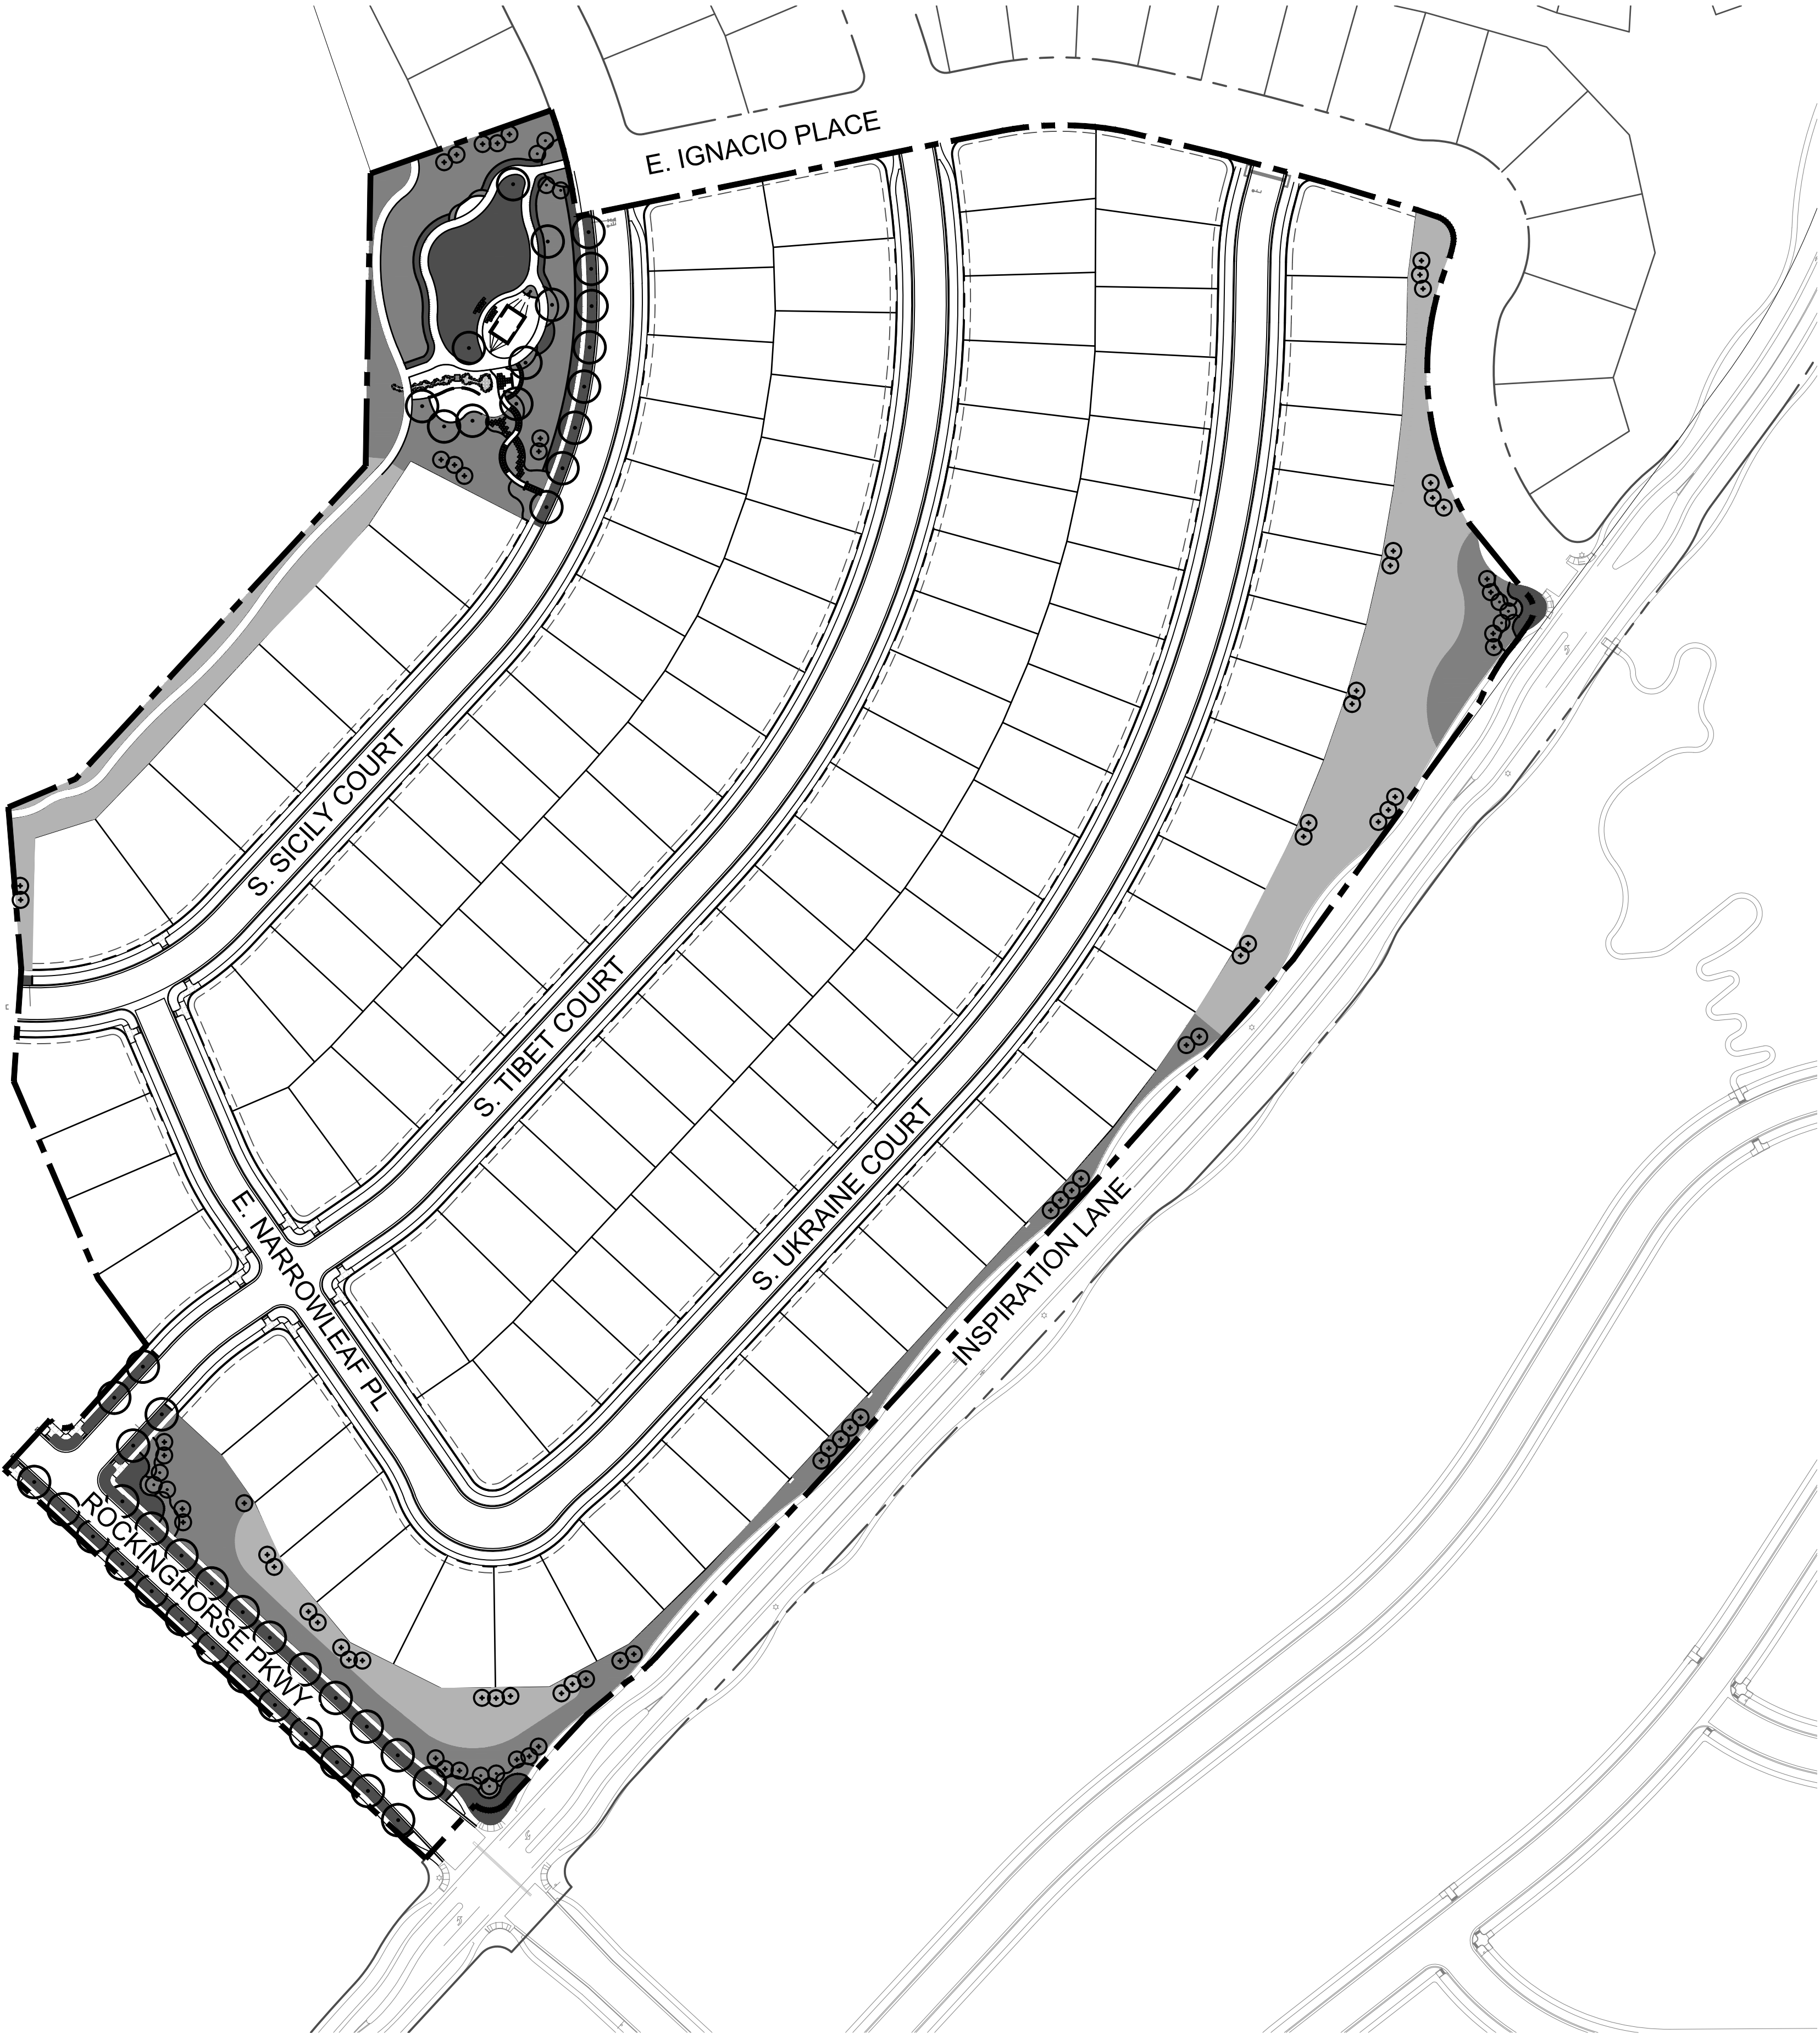 E. IGNACIO PLACE
S. SICILY COURT
S. TIBET COURT
S. UKRAINE COURT
E. NARROWLEAF PL
INSPIRATION LANE
ROCKINGHORSE PKWY